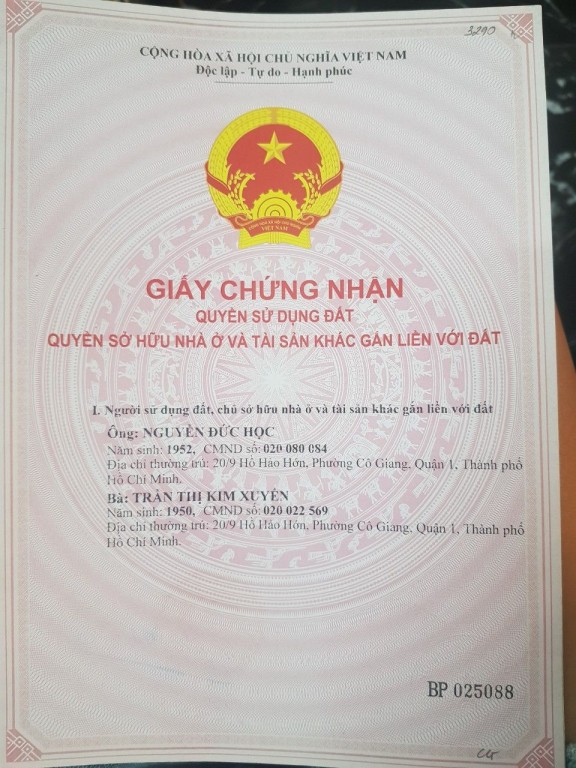 3290
CỘNG HÒA XÃ HỘI CHỦ NGHĨA VIỆT NAM
Độc lập - Tự do - Hạnh phúc
VIỆT NAM
GIẤY CHỨNG NHẬN
QUYỀN SỬ DỤNG ĐẤT
QUYỀN SỞ HỮU NHÀ Ở VÀ TÀI SẢN KHÁC GẮN LIỀN VỚI ĐẤT
I. Người sử dụng đất, chủ sở hữu nhà ở và tài sản khác gắn liền với đất
Ông: NGUYỄN ĐỨC HỌC
Năm sinh: 1952, CMND số: 020 080 084
Địa chỉ thường trú: 20/9 Hồ Hảo Hớn, Phường Cô Giang, Quận 1, Thành phố
Hồ Chí Minh.
Bà: TRẦN THỊ KIM XUYẾN
Năm sinh: 1950, CMND số: 020 022 569
Địa chỉ thường trú: 20/9 Hồ Hảo Hớn, Phường Cô Giang, Quận 1, Thành phố
Hồ Chí Minh.
BP 025088